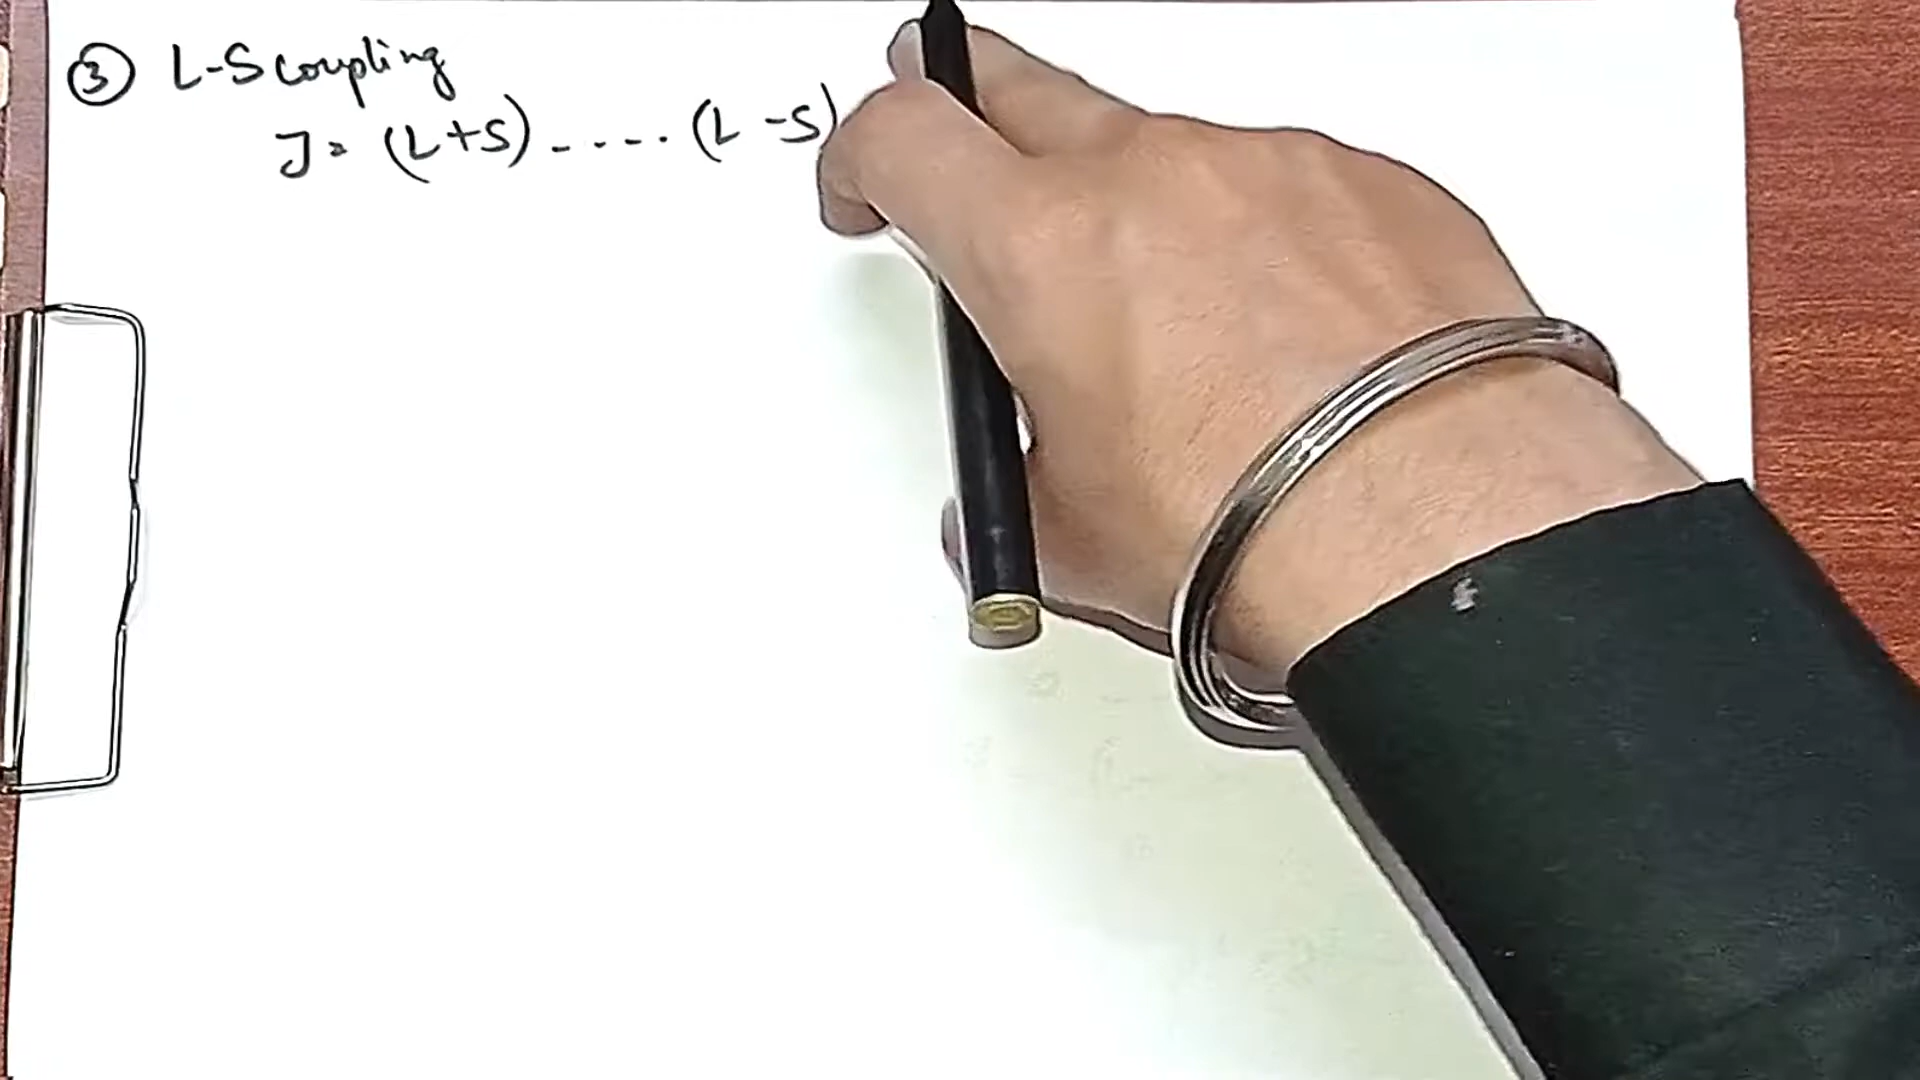 ③ L-S coupling
J = (L+S) ----- (L-S)